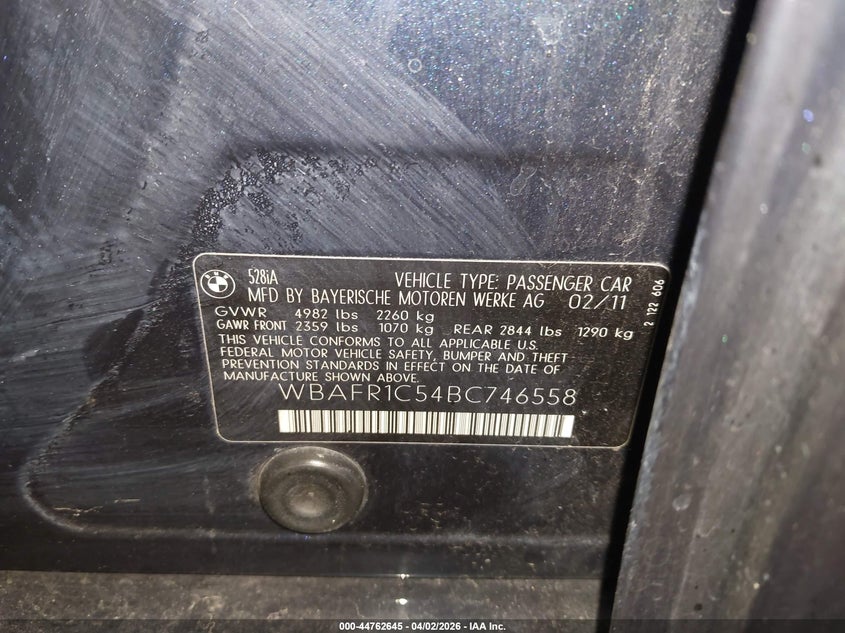 528iA
VEHICLE TYPE: PASSENGER CAR
MFD BY BAYERISCHE MOTOREN WERKE AG 02/11
GVWR 4982 lbs 2260 kg
GAWR FRONT 2359 lbs 1070 kg REAR 2844 lbs 1290 kg
THIS VEHICLE CONFORMS TO ALL APPLICABLE U.S.
FEDERAL MOTOR VEHICLE SAFETY, BUMPER AND THEFT
PREVENTION STANDARDS IN EFFECT ON THE DATE OF
MANUFACTURE SHOWN ABOVE.
WBAFR1C54BC746558
2 122 606
000-44762645 - 04/02/2026 - IAA Inc.